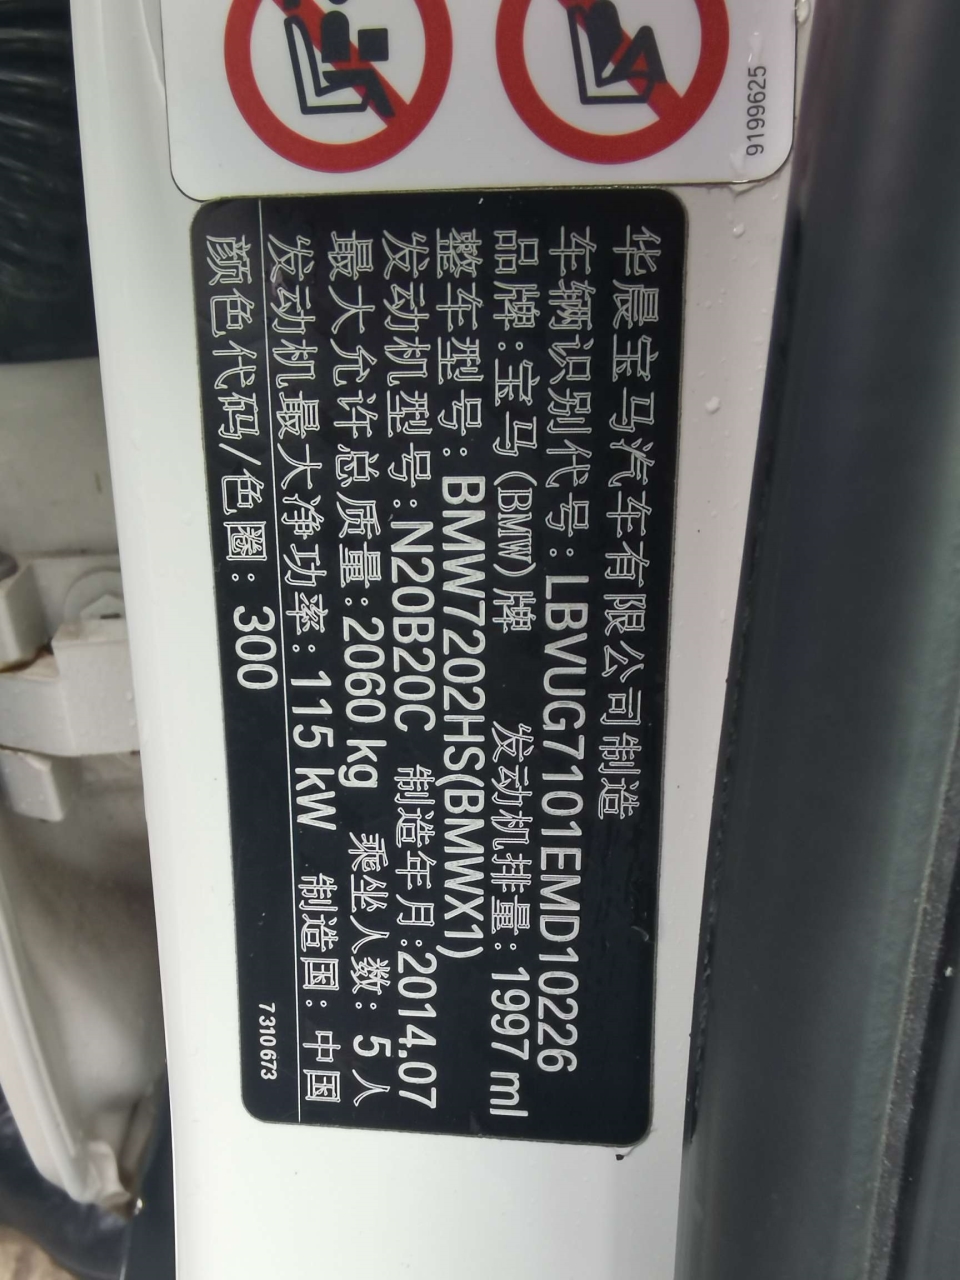 9199625
华晨宝马汽车有限公司制造
车辆识别代号：LBVUG7101EMD10226
品牌：宝马（BMW）牌 发动机排量：1997 ml
整车型号：BMW7202HS(BMWX1)
发动机型号：N20B20C 制造年月：2014.07
最大允许总质量：2060 kg 乘坐人数：5人
发动机最大净功率：115 kW 制造国：中国
颜色代码/色圈：300
7310673